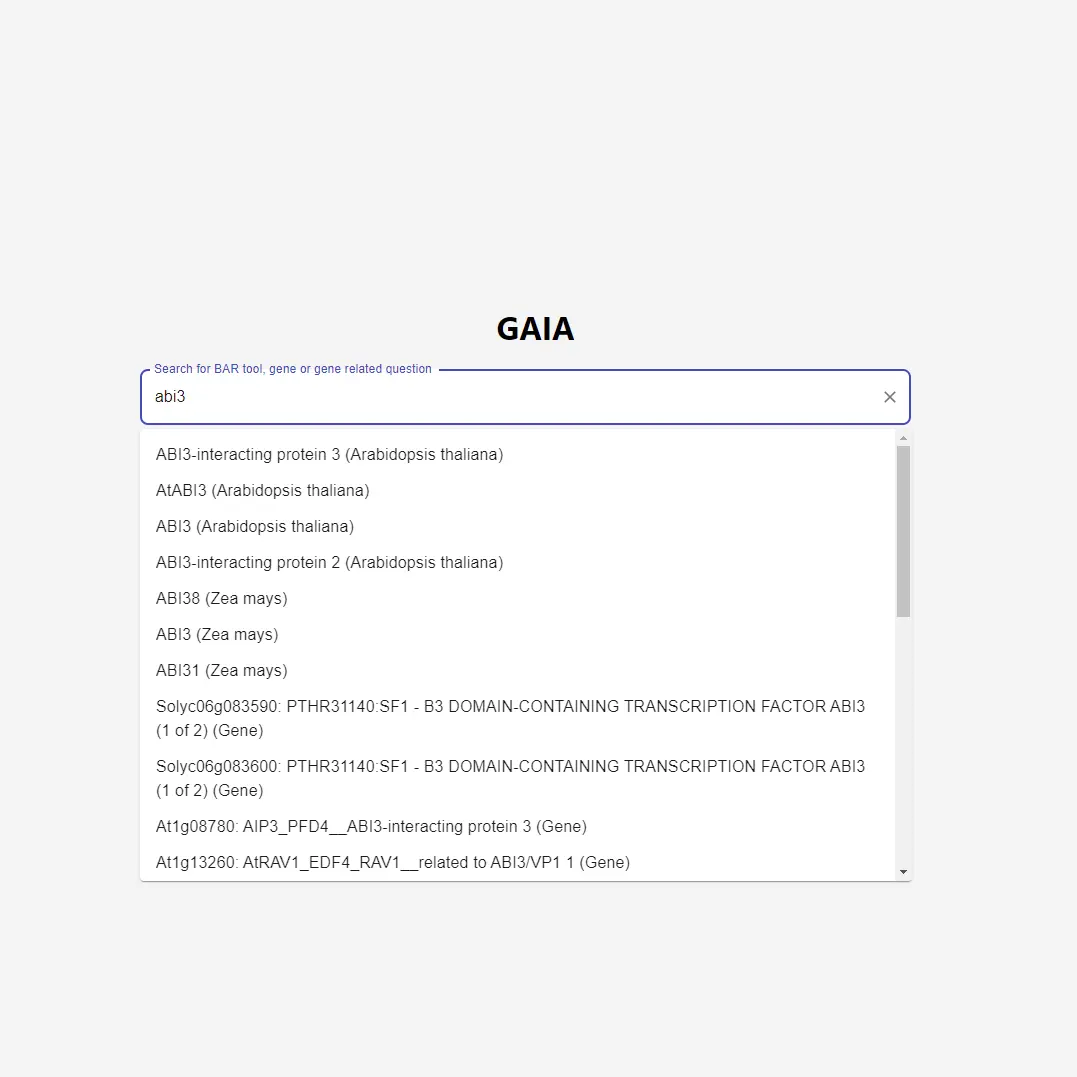 GAIA
Search for BAR tool, gene or gene related question
abi3
ABI3-interacting protein 3 (Arabidopsis thaliana)
AtABI3 (Arabidopsis thaliana)
ABI3 (Arabidopsis thaliana)
ABI3-interacting protein 2 (Arabidopsis thaliana)
ABI38 (Zea mays)
ABI3 (Zea mays)
ABI31 (Zea mays)
Solyc06g083590: PTHR31140:SF1 - B3 DOMAIN-CONTAINING TRANSCRIPTION FACTOR ABI3
(1 of 2) (Gene)
Solyc06g083600: PTHR31140:SF1 - B3 DOMAIN-CONTAINING TRANSCRIPTION FACTOR ABI3
(1 of 2) (Gene)
At1g08780: AIP3_PFD4__ABI3-interacting protein 3 (Gene)
At1g13260: AtRAV1_EDF4_RAV1__related to ABI3/VP1 1 (Gene)